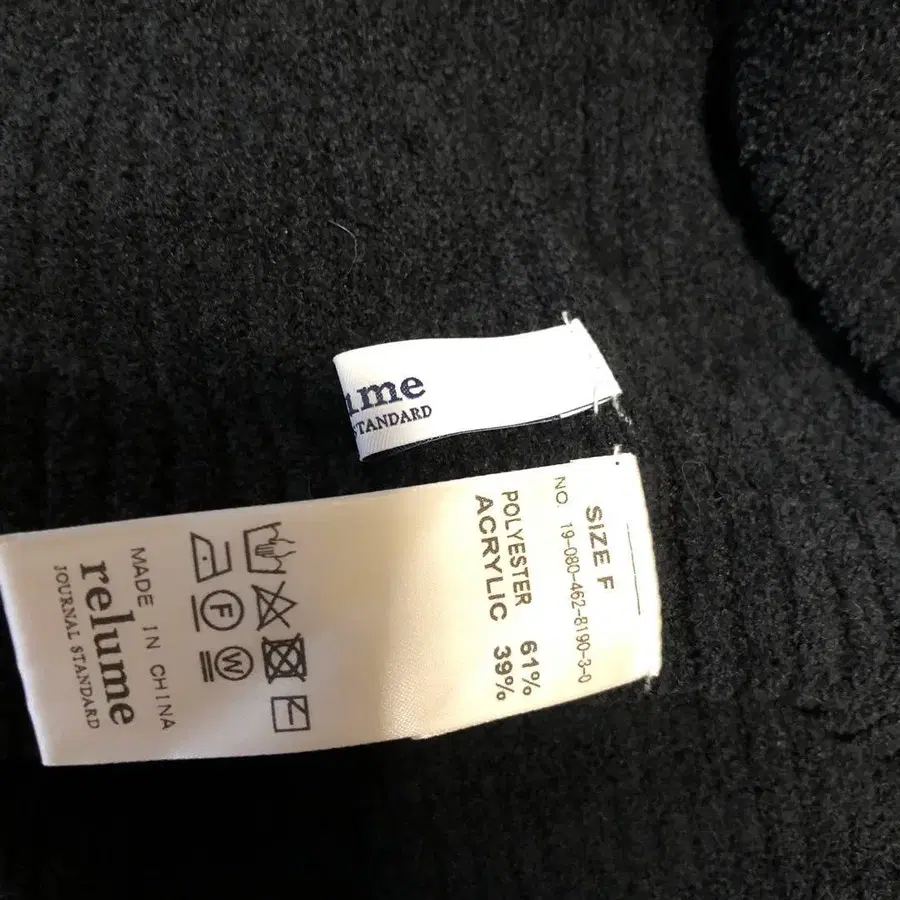 ume
STANDARD
SIZE F
NO. 19-080-462-8190-3-0
POLYESTER 61%
ACRYLIC 39%
F
W
MADE IN CHINA
relume
JOURNAL STANDARD